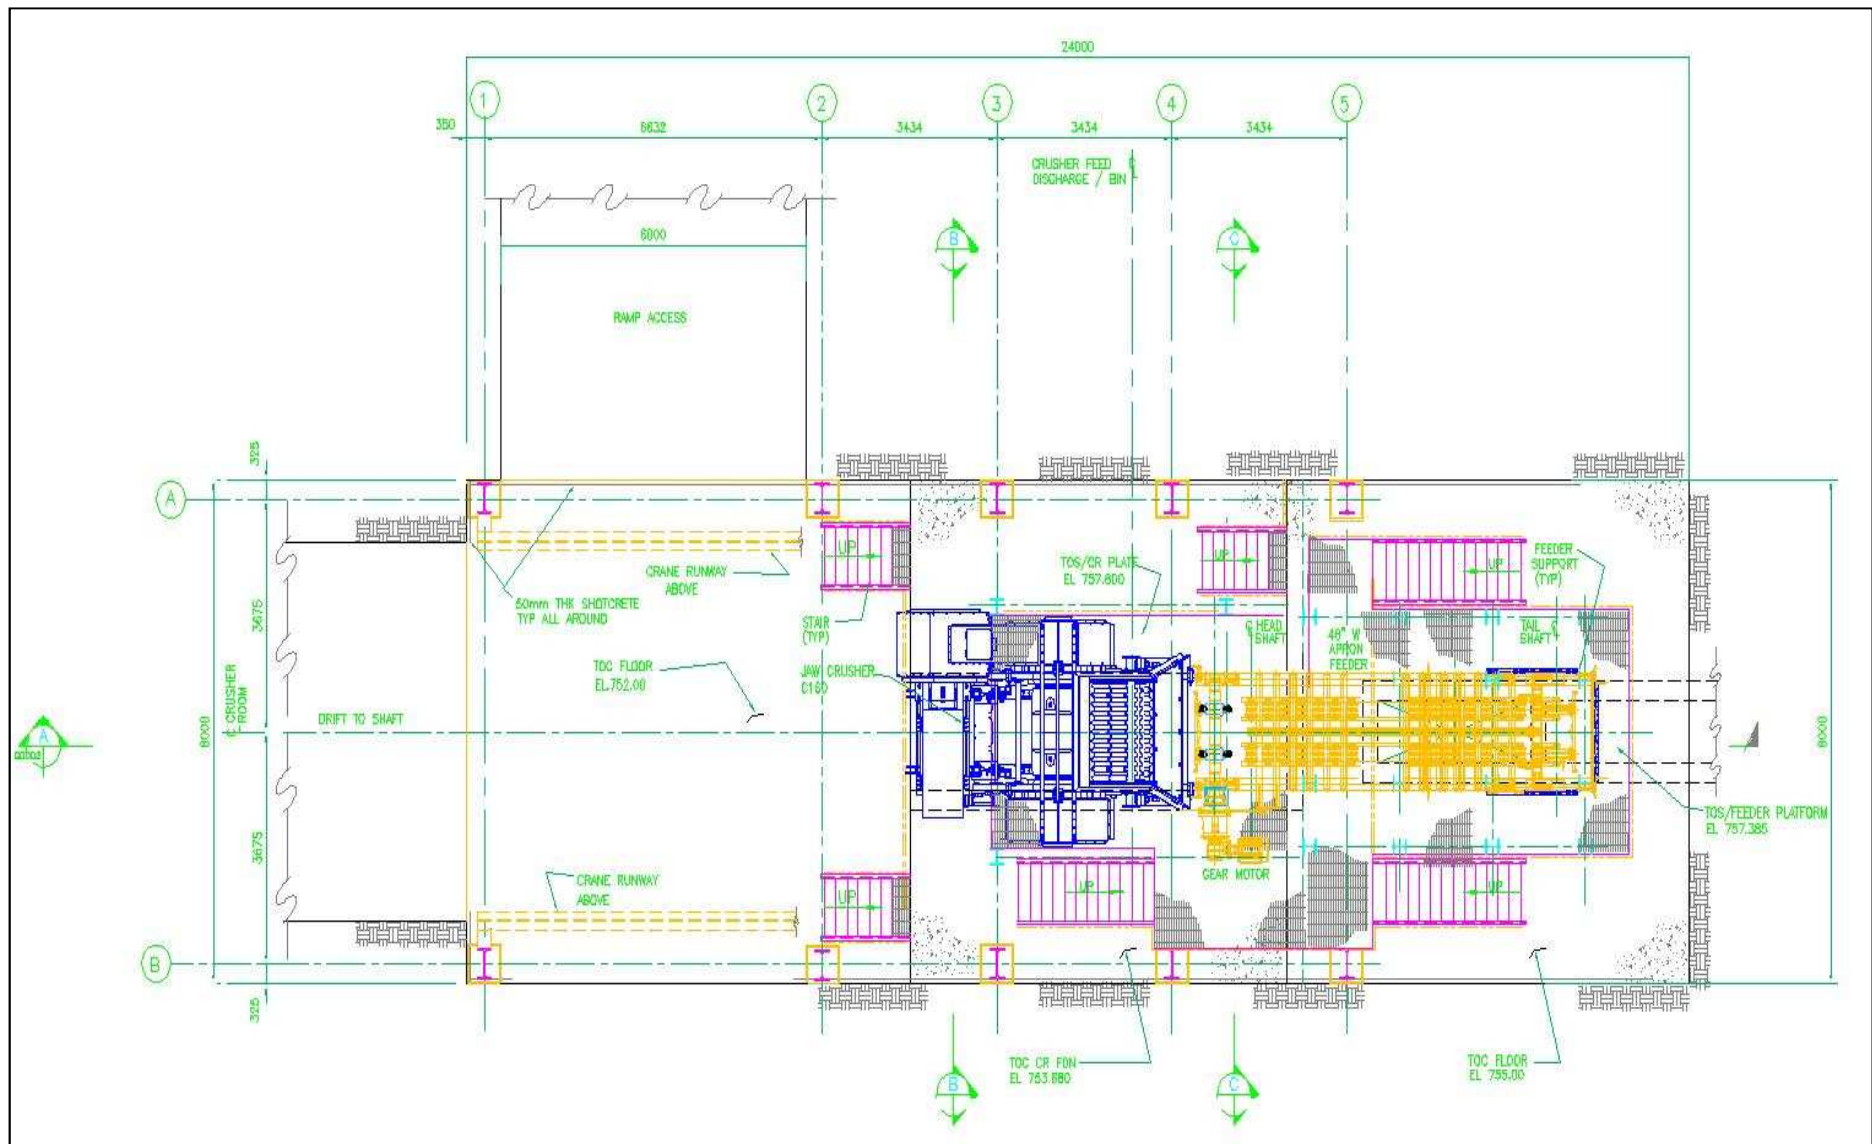 24000
1
2
3
4
5
350
6632
3434
3434
3434
CRUSHER FEED ℄
DISCHARGE / BIN
B
C
6000
RAMP ACCESS
325
A
CRANE RUNWAY
ABOVE
50mm THK SHOTCRETE
TYP ALL AROUND
UP
STAIR
(TYP)
TOS/CR PLATE
EL 757.600
UP
UP
FEEDER
SUPPORT
(TYP)
3675
℄ HEAD
SHAFT
48" W
APRON
FEEDER
TAIL ℄
SHAFT
TOC FLOOR
EL.752.00
JAW CRUSHER
C160
8000
℄ CRUSHER
ROOM
DRIFT TO SHAFT
A
8000
TOS/FEEDER PLATFORM
EL 757.385
3675
CRANE RUNWAY
ABOVE
UP
UP
GEAR MOTOR
UP
B
325
TOC CR FDN
EL 753.680
TOC FLOOR
EL 755.00
B
C